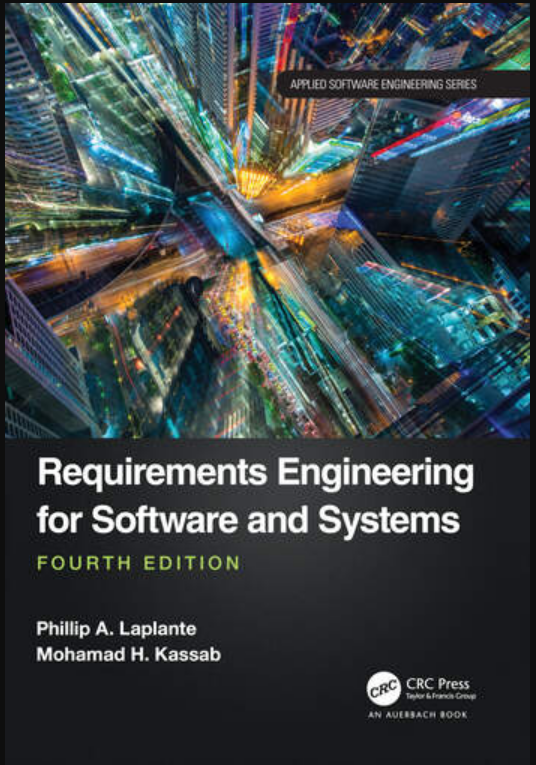 APPLIED SOFTWARE ENGINEERING SERIES
Requirements Engineering
for Software and Systems
FOURTH EDITION
Phillip A. Laplante
Mohamad H. Kassab
CRC
CRC Press
Taylor & Francis Group
AN AUERBACH BOOK